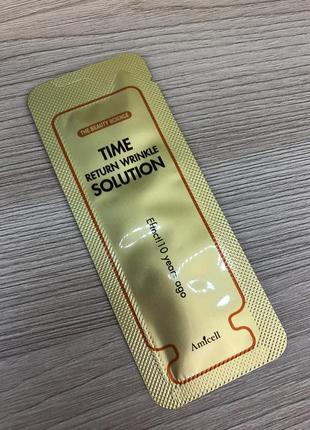 THE BEAUTY SCIENCE
TIME
RETURN WRINKLE
SOLUTION
Effect!10 years ago
Amicell